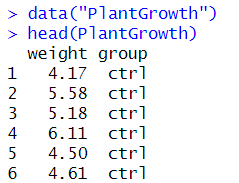 > data("PlantGrowth")
> head(PlantGrowth)
  weight group
1   4.17  ctrl
2   5.58  ctrl
3   5.18  ctrl
4   6.11  ctrl
5   4.50  ctrl
6   4.61  ctrl